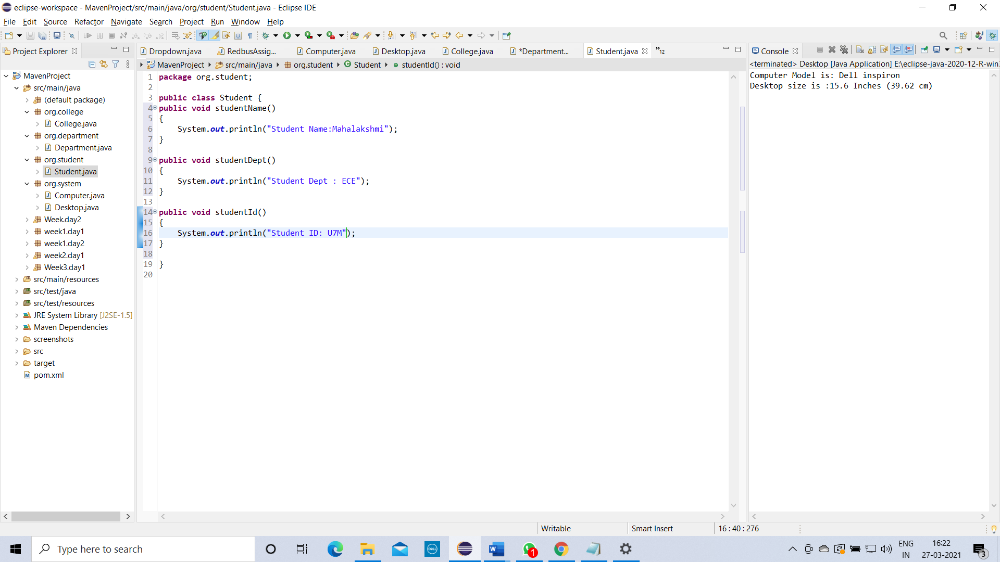 eclipse-workspace - MavenProject/src/main/java/org/student/Student.java - Eclipse IDE
File Edit Source Refactor Navigate Search Project Run Window Help
Project Explorer
MavenProject
src/main/java
(default package)
org.college
College.java
org.department
Department.java
org.student
Student.java
org.system
Computer.java
Desktop.java
Week.day2
week1.day1
week1.day2
week2.day1
Week3.day1
src/main/resources
src/test/java
src/test/resources
JRE System Library [J2SE-1.5]
Maven Dependencies
screenshots
src
target
pom.xml
Dropdown.java RedbusAssig... Computer.java Desktop.java College.java *Department... Student.java »12
MavenProject src/main/java org.student Student studentId() : void
1 package org.student;
2
3 public class Student {
4 public void studentName()
5 {
6 System.out.println("Student Name:Mahalakshmi");
7 }
8
9 public void studentDept()
10 {
11 System.out.println("Student Dept : ECE");
12 }
13
14 public void studentId()
15 {
16 System.out.println("Student ID: U7M");
17 }
18
19 }
20
Console
<terminated> Desktop [Java Application] E:\eclipse-java-2020-12-R-win
Computer Model is: Dell inspiron
Desktop size is :15.6 Inches (39.62 cm)
Writable Smart Insert 16 : 40 : 276
Type here to search
DELL
W
1
ENG
IN
16:22
27-03-2021
3